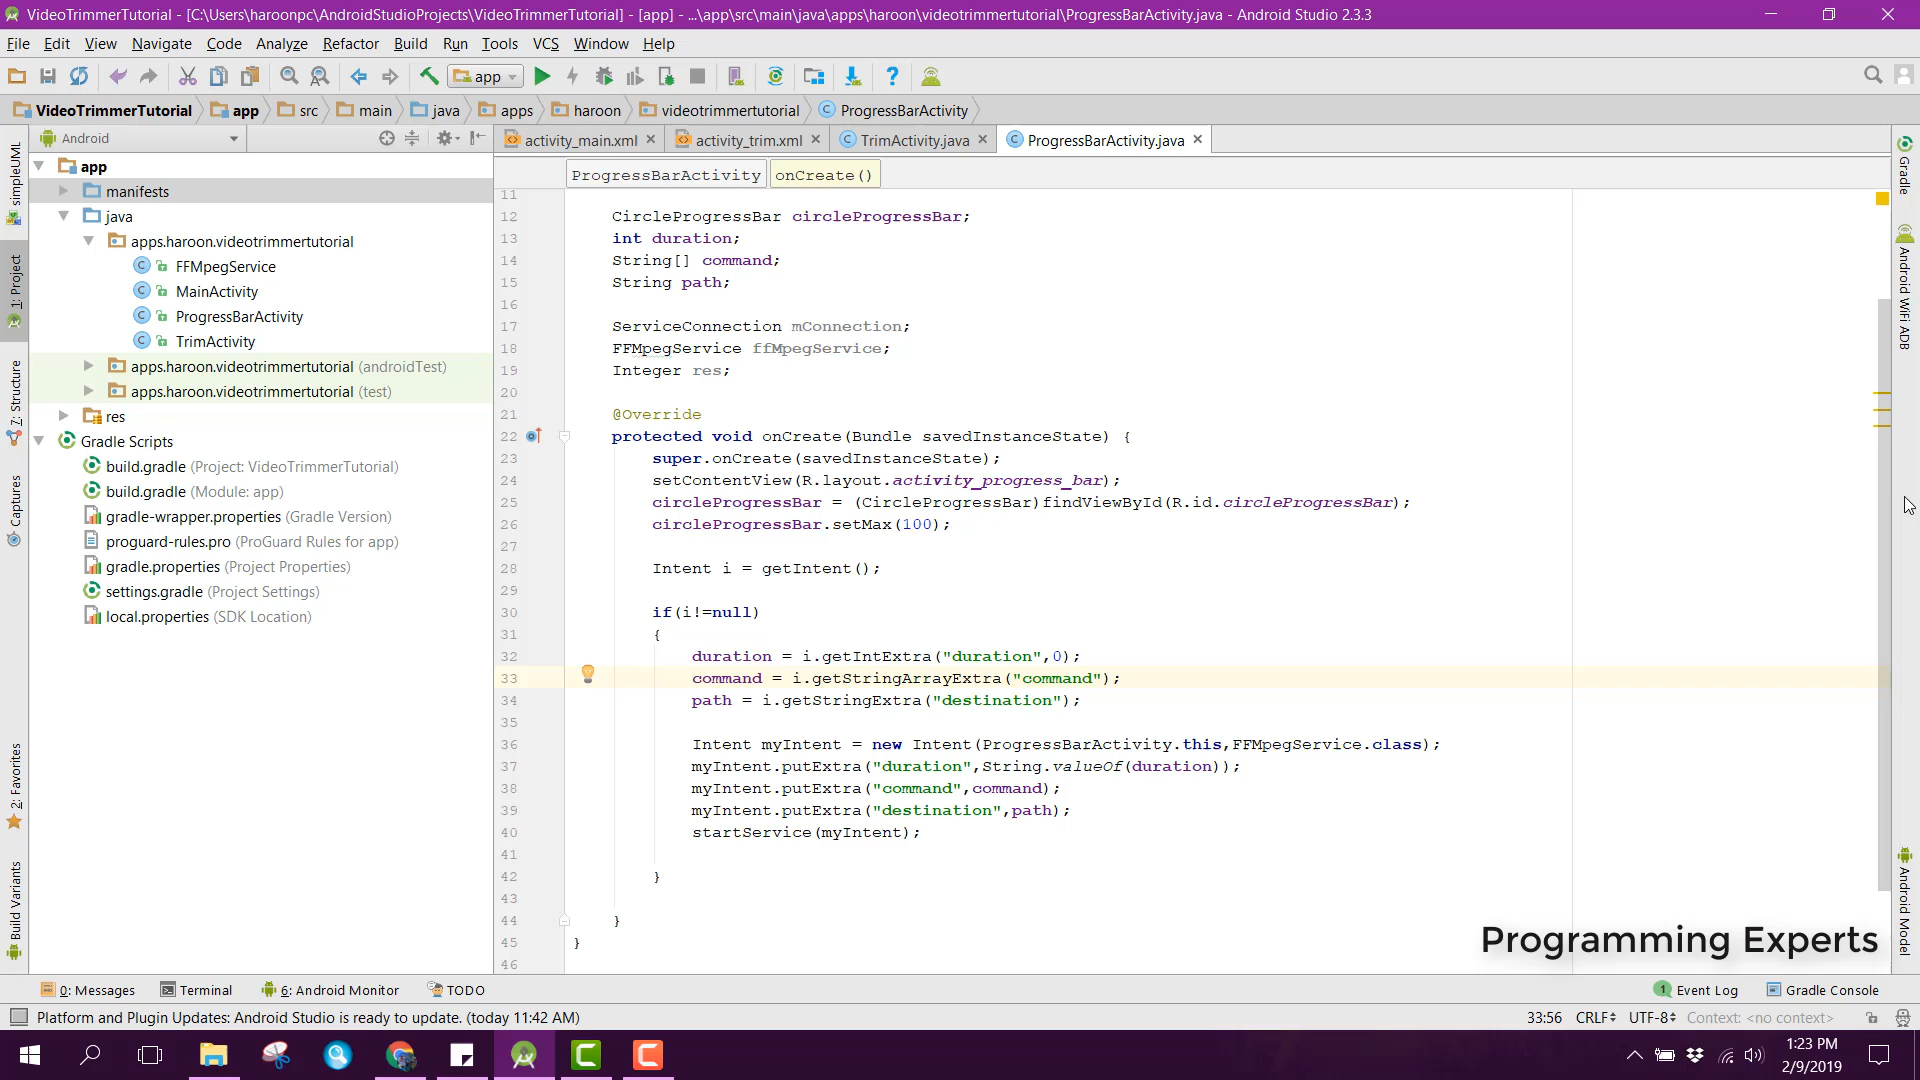 VideoTrimmerTutorial - [C:\Users\haroonpc\AndroidStudioProjects\VideoTrimmerTutorial] - [app] - ...\app\src\main\java\apps\haroon\videotrimmertutorial\ProgressBarActivity.java - Android Studio 2.3.3
File Edit View Navigate Code Analyze Refactor Build Run Tools VCS Window Help
app
VideoTrimmerTutorial app src main java apps haroon videotrimmertutorial ProgressBarActivity
Android
activity_main.xml activity_trim.xml TrimActivity.java ProgressBarActivity.java
ProgressBarActivity onCreate()
simpleUML
1: Project
7: Structure
Captures
2: Favorites
Build Variants
app
manifests
java
apps.haroon.videotrimmertutorial
FFMpegService
MainActivity
ProgressBarActivity
TrimActivity
apps.haroon.videotrimmertutorial (androidTest)
apps.haroon.videotrimmertutorial (test)
res
Gradle Scripts
build.gradle (Project: VideoTrimmerTutorial)
build.gradle (Module: app)
gradle-wrapper.properties (Gradle Version)
proguard-rules.pro (ProGuard Rules for app)
gradle.properties (Project Properties)
settings.gradle (Project Settings)
local.properties (SDK Location)
11
12 CircleProgressBar circleProgressBar;
13 int duration;
14 String[] command;
15 String path;
16
17 ServiceConnection mConnection;
18 FFMpegService ffMpegService;
19 Integer res;
20
21 @Override
22 protected void onCreate(Bundle savedInstanceState) {
23 super.onCreate(savedInstanceState);
24 setContentView(R.layout.activity_progress_bar);
25 circleProgressBar = (CircleProgressBar)findViewById(R.id.circleProgressBar);
26 circleProgressBar.setMax(100);
27
28 Intent i = getIntent();
29
30 if(i!=null)
31 {
32 duration = i.getIntExtra("duration",0);
33 command = i.getStringArrayExtra("command");
34 path = i.getStringExtra("destination");
35
36 Intent myIntent = new Intent(ProgressBarActivity.this,FFMpegService.class);
37 myIntent.putExtra("duration",String.valueOf(duration));
38 myIntent.putExtra("command",command);
39 myIntent.putExtra("destination",path);
40 startService(myIntent);
41
42 }
43
44 }
45 }
46
Gradle
Android WiFi ADB
Android Model
Programming Experts
0: Messages Terminal 6: Android Monitor TODO 1 Event Log Gradle Console
Platform and Plugin Updates: Android Studio is ready to update. (today 11:42 AM) 33:56 CRLF UTF-8 Context: <no context>
1:23 PM
2/9/2019